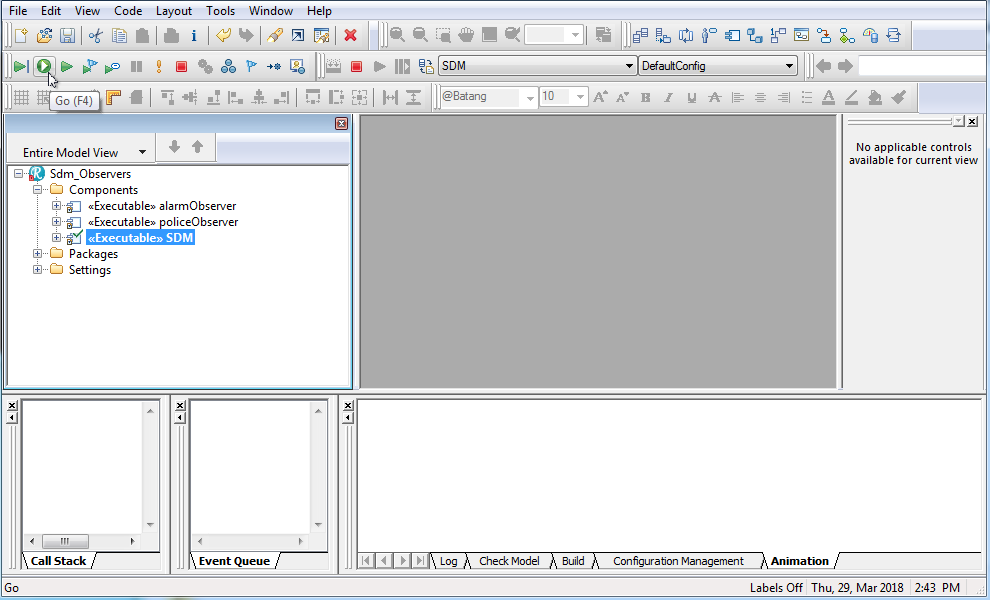 File Edit View Code Layout Tools Window Help
SDM DefaultConfig
Go (F4) @Batang 10 A A B I U A A
Entire Model View
No applicable controls
available for current view
Sdm_Observers
Components
«Executable» alarmObserver
«Executable» policeObserver
«Executable» SDM
Packages
Settings
Call Stack Event Queue Log Check Model Build Configuration Management Animation
Go Labels Off Thu, 29, Mar 2018 2:43 PM